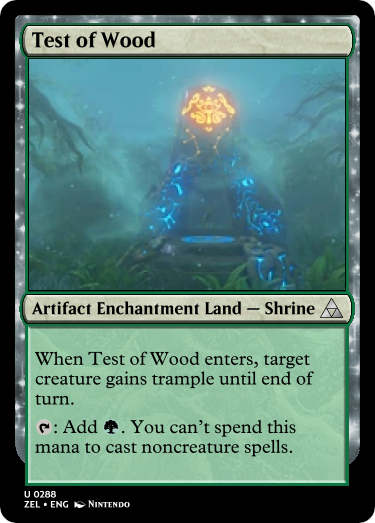 Test of Wood
Artifact Enchantment Land — Shrine
When Test of Wood enters, target
creature gains trample until end of
turn.
: Add . You can't spend this
mana to cast noncreature spells.
U 0288
ZEL • ENG Nintendo